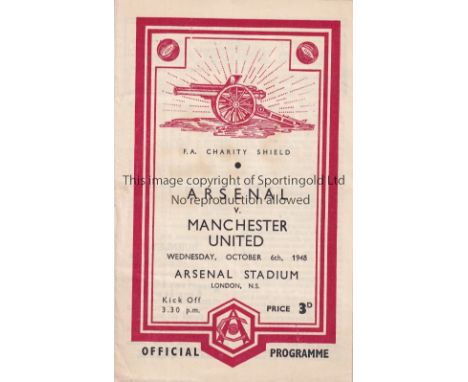 F.A. CHARITY SHIELD
This image copyright of Sportingold Ltd
ARSENAL
No reproduction allowed
V.
MANCHESTER
UNITED
WEDNESDAY, OCTOBER 6th, 1948
ARSENAL STADIUM
LONDON, N.5.
Kick Off
3.30 p.m.
PRICE 3D
OFFICIAL PROGRAMME